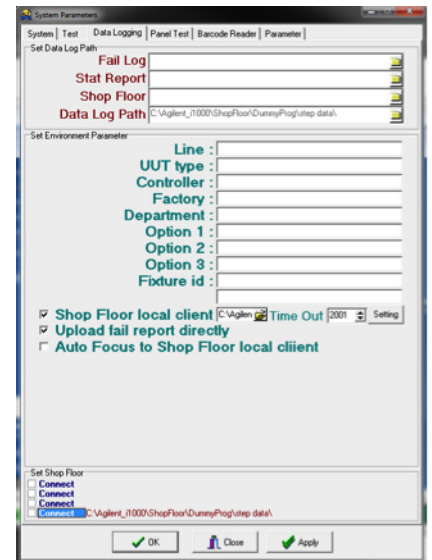 System Parameters
System Test Data Logging Panel Test Barcode Reader Parameter
Set Data Log Path
Fail Log
Stat Report
Shop Floor
Data Log Path C:\Agilent_i1000\ShopFloor\DummyProg\step data\
Set Environment Parameter
Line :
UUT type :
Controller :
Factory :
Department :
Option 1 :
Option 2 :
Option 3 :
Fixture id :
Shop Floor local client C:\Agilen Time Out 2001 Setting
Upload fail report directly
Auto Focus to Shop Floor local cliient
Set Shop Floor
Connect
Connect
Connect
Connect C:\Agilent_i1000\ShopFloor\DummyProg\step data\
OK Close Apply